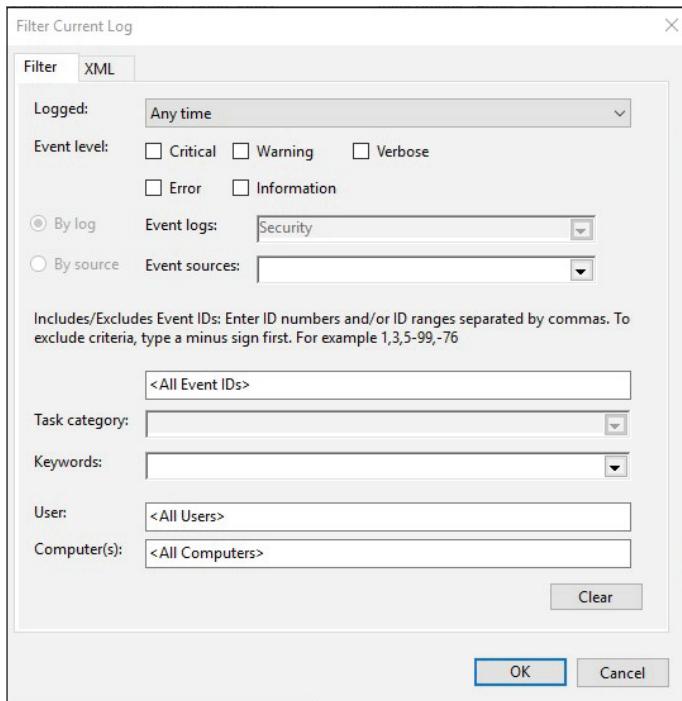 Filter Current Log
Filter XML
Logged: Any time
Event level: Critical Warning Verbose
Error Information
By log Event logs: Security
By source Event sources:
Includes/Excludes Event IDs: Enter ID numbers and/or ID ranges separated by commas. To
exclude criteria, type a minus sign first. For example 1,3,5-99,-76
<All Event IDs>
Task category:
Keywords:
User: <All Users>
Computer(s): <All Computers>
Clear
OK Cancel